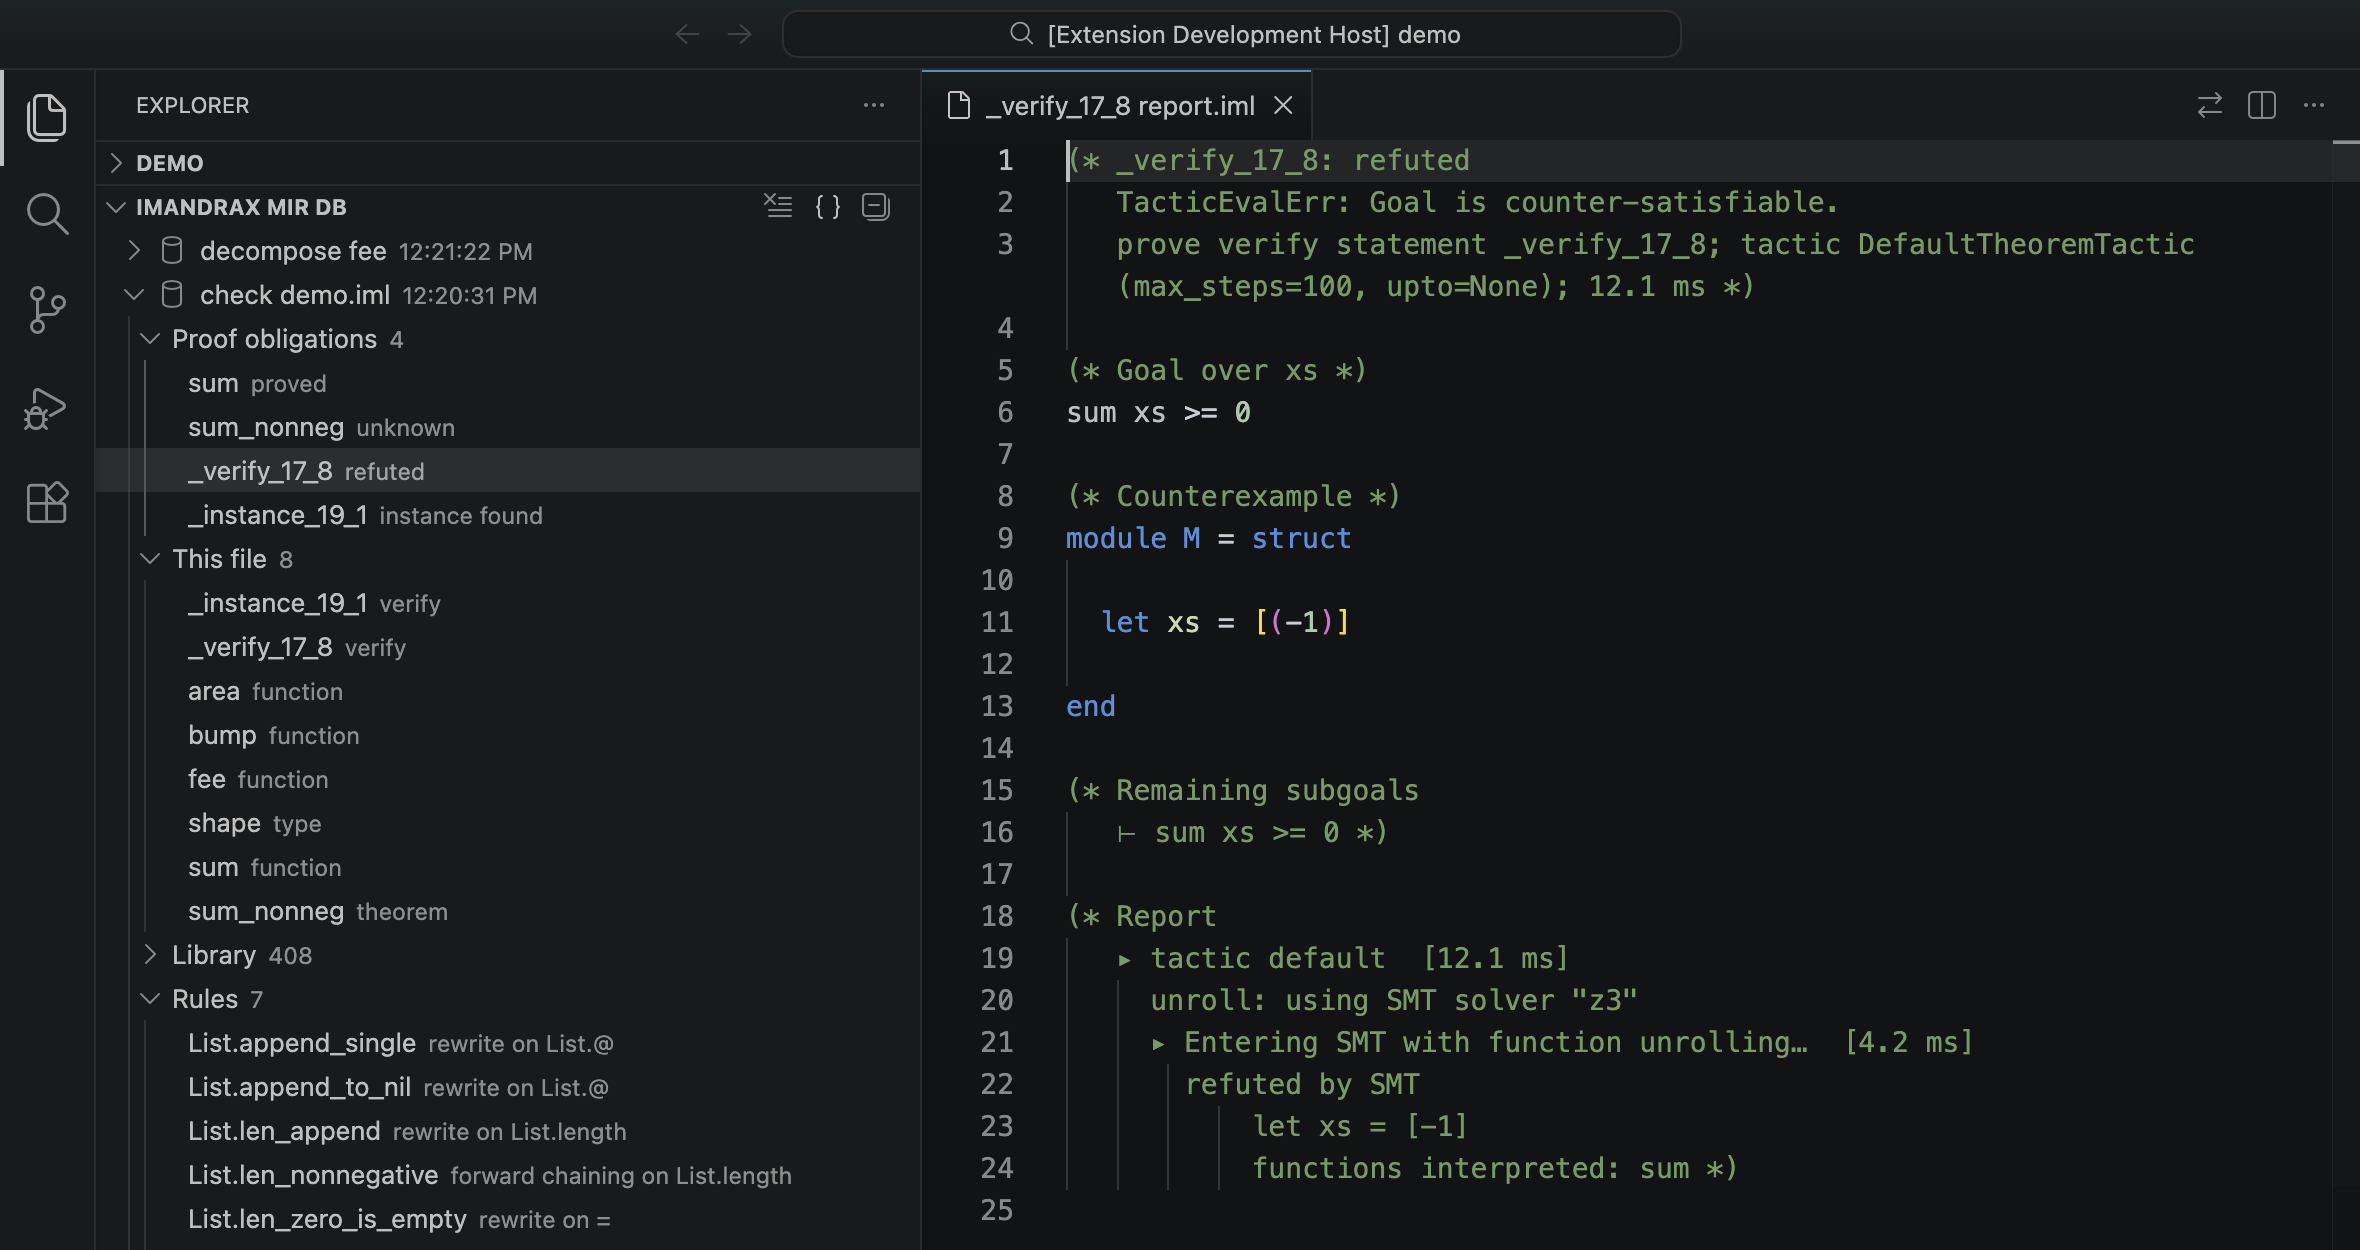 [Extension Development Host] demo
EXPLORER
_verify_17_8 report.iml
DEMO
IMANDRAX MIR DB
decompose fee 12:21:22 PM
check demo.iml 12:20:31 PM
Proof obligations 4
sum proved
sum_nonneg unknown
_verify_17_8 refuted
_instance_19_1 instance found
This file 8
_instance_19_1 verify
_verify_17_8 verify
area function
bump function
fee function
shape type
sum function
sum_nonneg theorem
Library 408
Rules 7
List.append_single rewrite on List.@
List.append_to_nil rewrite on List.@
List.len_append rewrite on List.length
List.len_nonnegative forward chaining on List.length
List.len_zero_is_empty rewrite on =
1 (* _verify_17_8: refuted
2 TacticEvalErr: Goal is counter-satisfiable.
3 prove verify statement _verify_17_8; tactic DefaultTheoremTactic
(max_steps=100, upto=None); 12.1 ms *)
4
5 (* Goal over xs *)
6 sum xs >= 0
7
8 (* Counterexample *)
9 module M = struct
10
11 let xs = [(-1)]
12
13 end
14
15 (* Remaining subgoals
16 ⊢ sum xs >= 0 *)
17
18 (* Report
19 ▸ tactic default [12.1 ms]
20 unroll: using SMT solver "z3"
21 ▸ Entering SMT with function unrolling… [4.2 ms]
22 refuted by SMT
23 let xs = [-1]
24 functions interpreted: sum *)
25